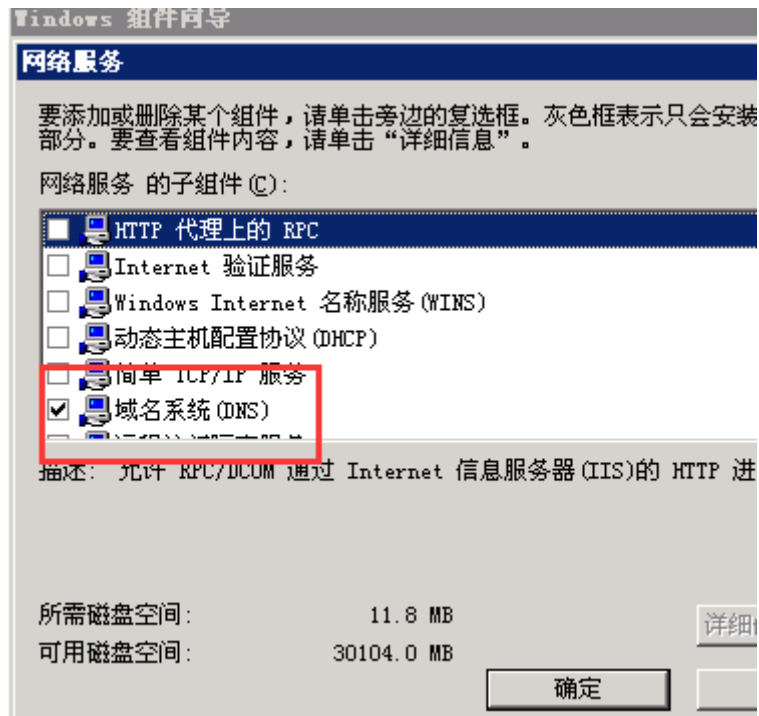 Windows 组件向导
网络服务
要添加或删除某个组件，请单击旁边的复选框。灰色框表示只会安装
部分。要查看组件内容，请单击“详细信息”。
网络服务 的子组件(C):
HTTP 代理上的 RPC
Internet 验证服务
Windows Internet 名称服务(WINS)
动态主机配置协议(DHCP)
简单 TCP/IP 服务
域名系统(DNS)
描述: 允许 RPC/DCOM 通过 Internet 信息服务器(IIS)的 HTTP 进
所需磁盘空间: 11.8 MB
可用磁盘空间: 30104.0 MB
详细
确定